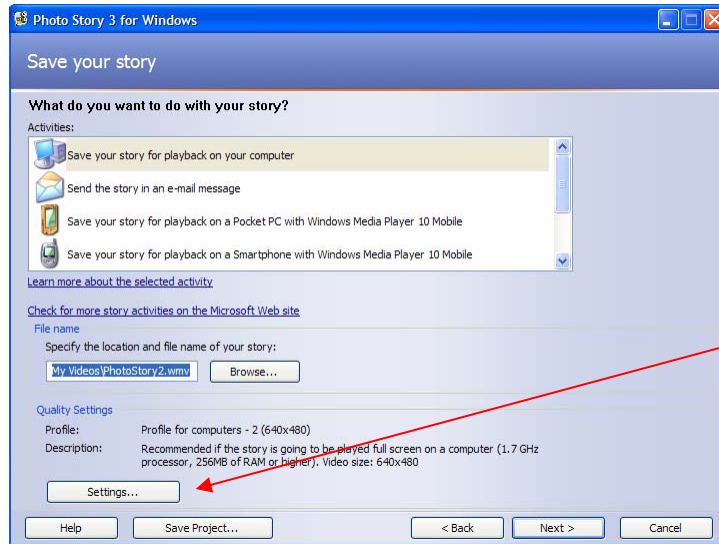 Photo Story 3 for Windows
Save your story
What do you want to do with your story?
Activities:
Save your story for playback on your computer
Send the story in an e-mail message
Save your story for playback on a Pocket PC with Windows Media Player 10 Mobile
Save your story for playback on a Smartphone with Windows Media Player 10 Mobile
Learn more about the selected activity
Check for more story activities on the Microsoft Web site
File name
Specify the location and file name of your story:
My Videos\PhotoStory2.wmv Browse...
Quality Settings
Profile: Profile for computers - 2 (640x480)
Description: Recommended if the story is going to be played full screen on a computer (1.7 GHz
processor, 256MB of RAM or higher). Video size: 640x480
Settings...
Help Save Project... < Back Next > Cancel